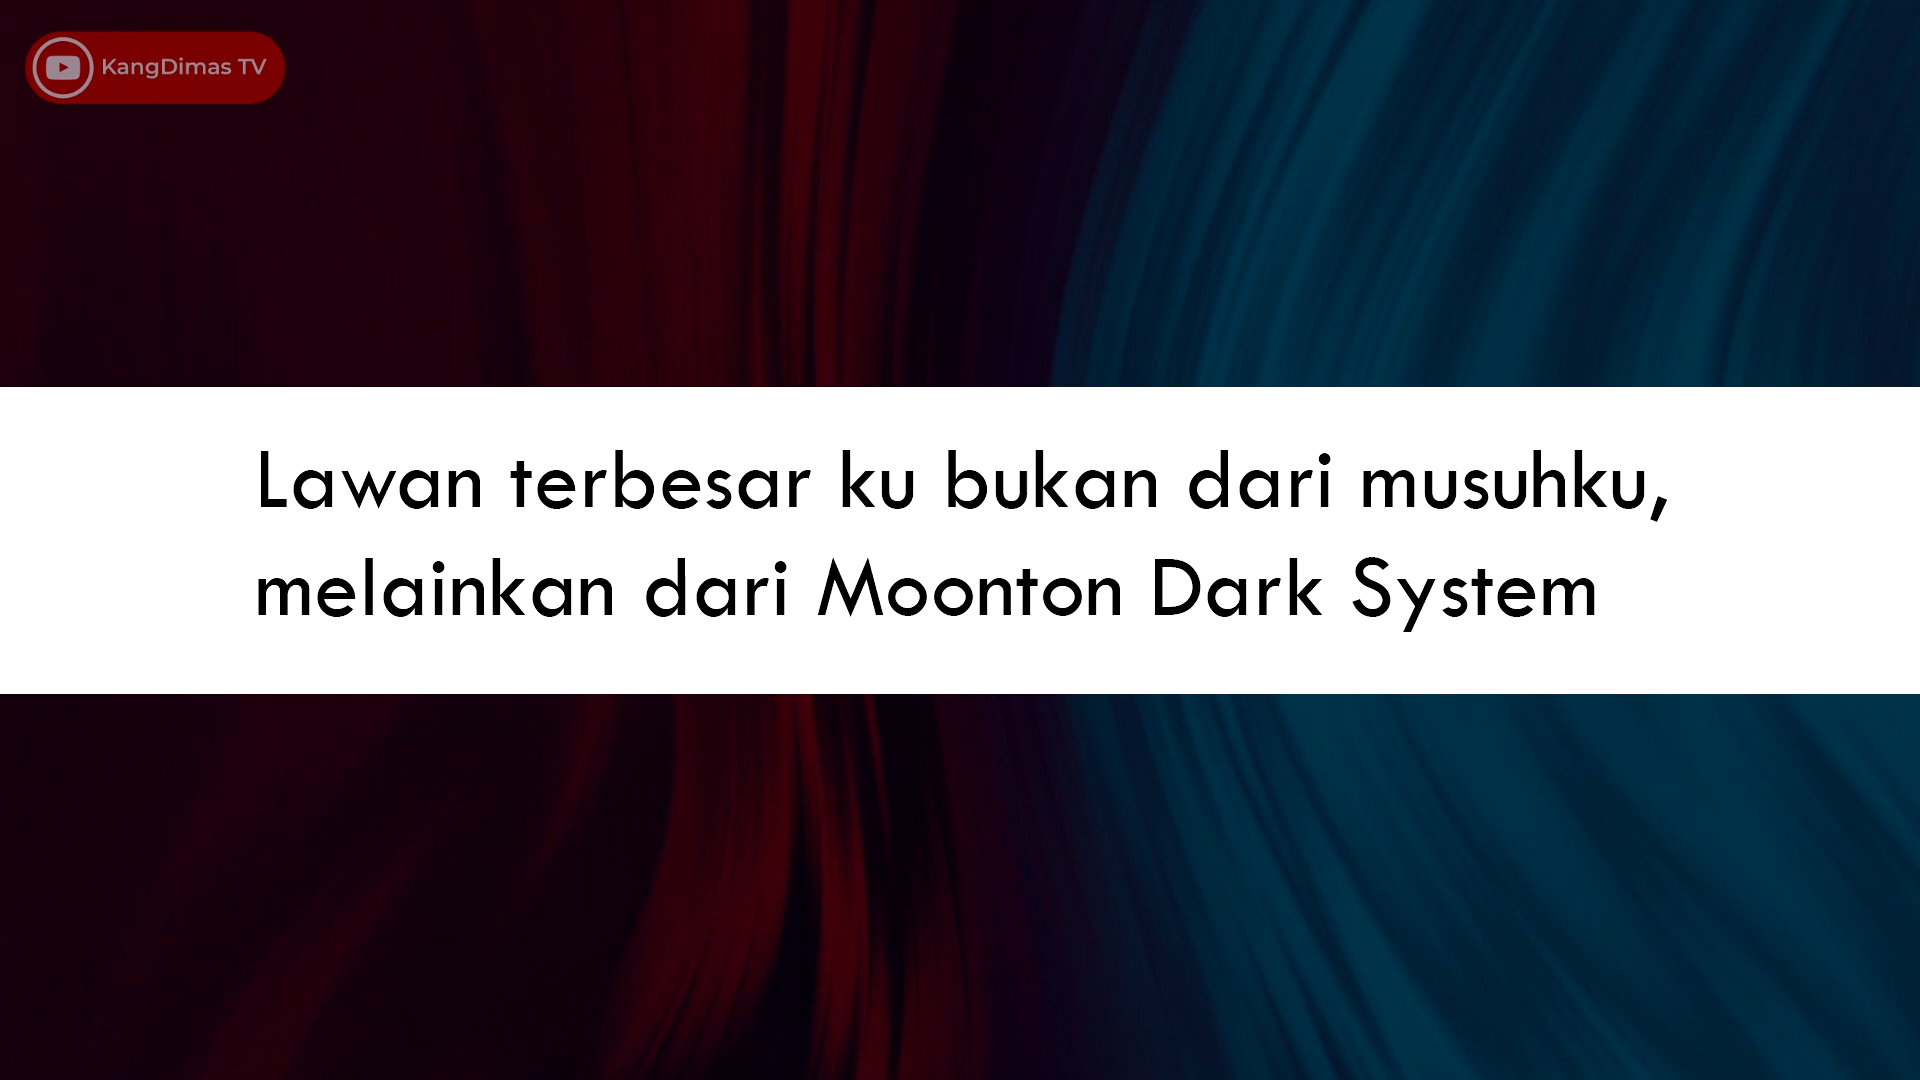 KangDimas TV
Lawan terbesar ku bukan dari musuhku,
melainkan dari Moonton Dark System